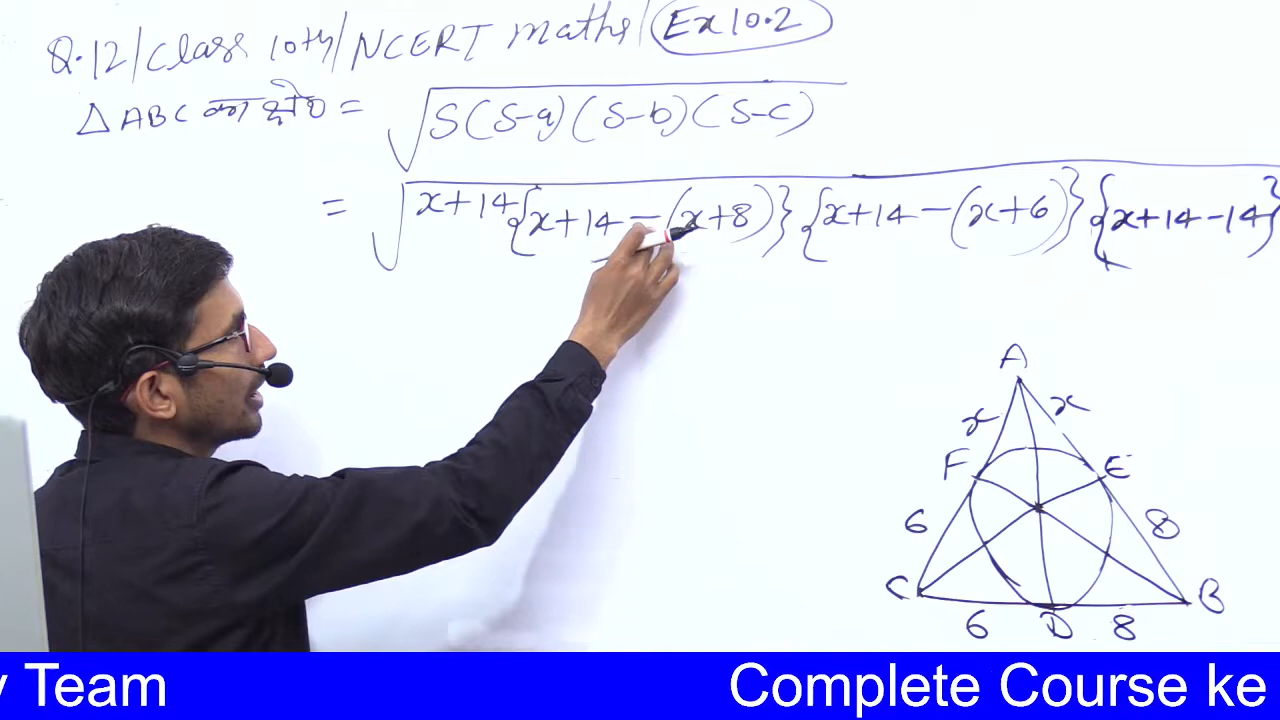 Q.12/Class 10th/NCERT maths/Ex 10.2
△ABC का क्षे० = √S(S-a)(S-b)(S-c)
= √x+14{x+14-(x+8)}{x+14-(x+6)}{x+14-14}
A
x x
F E
6 8
C B
6 D 8
y Team Complete Course ke